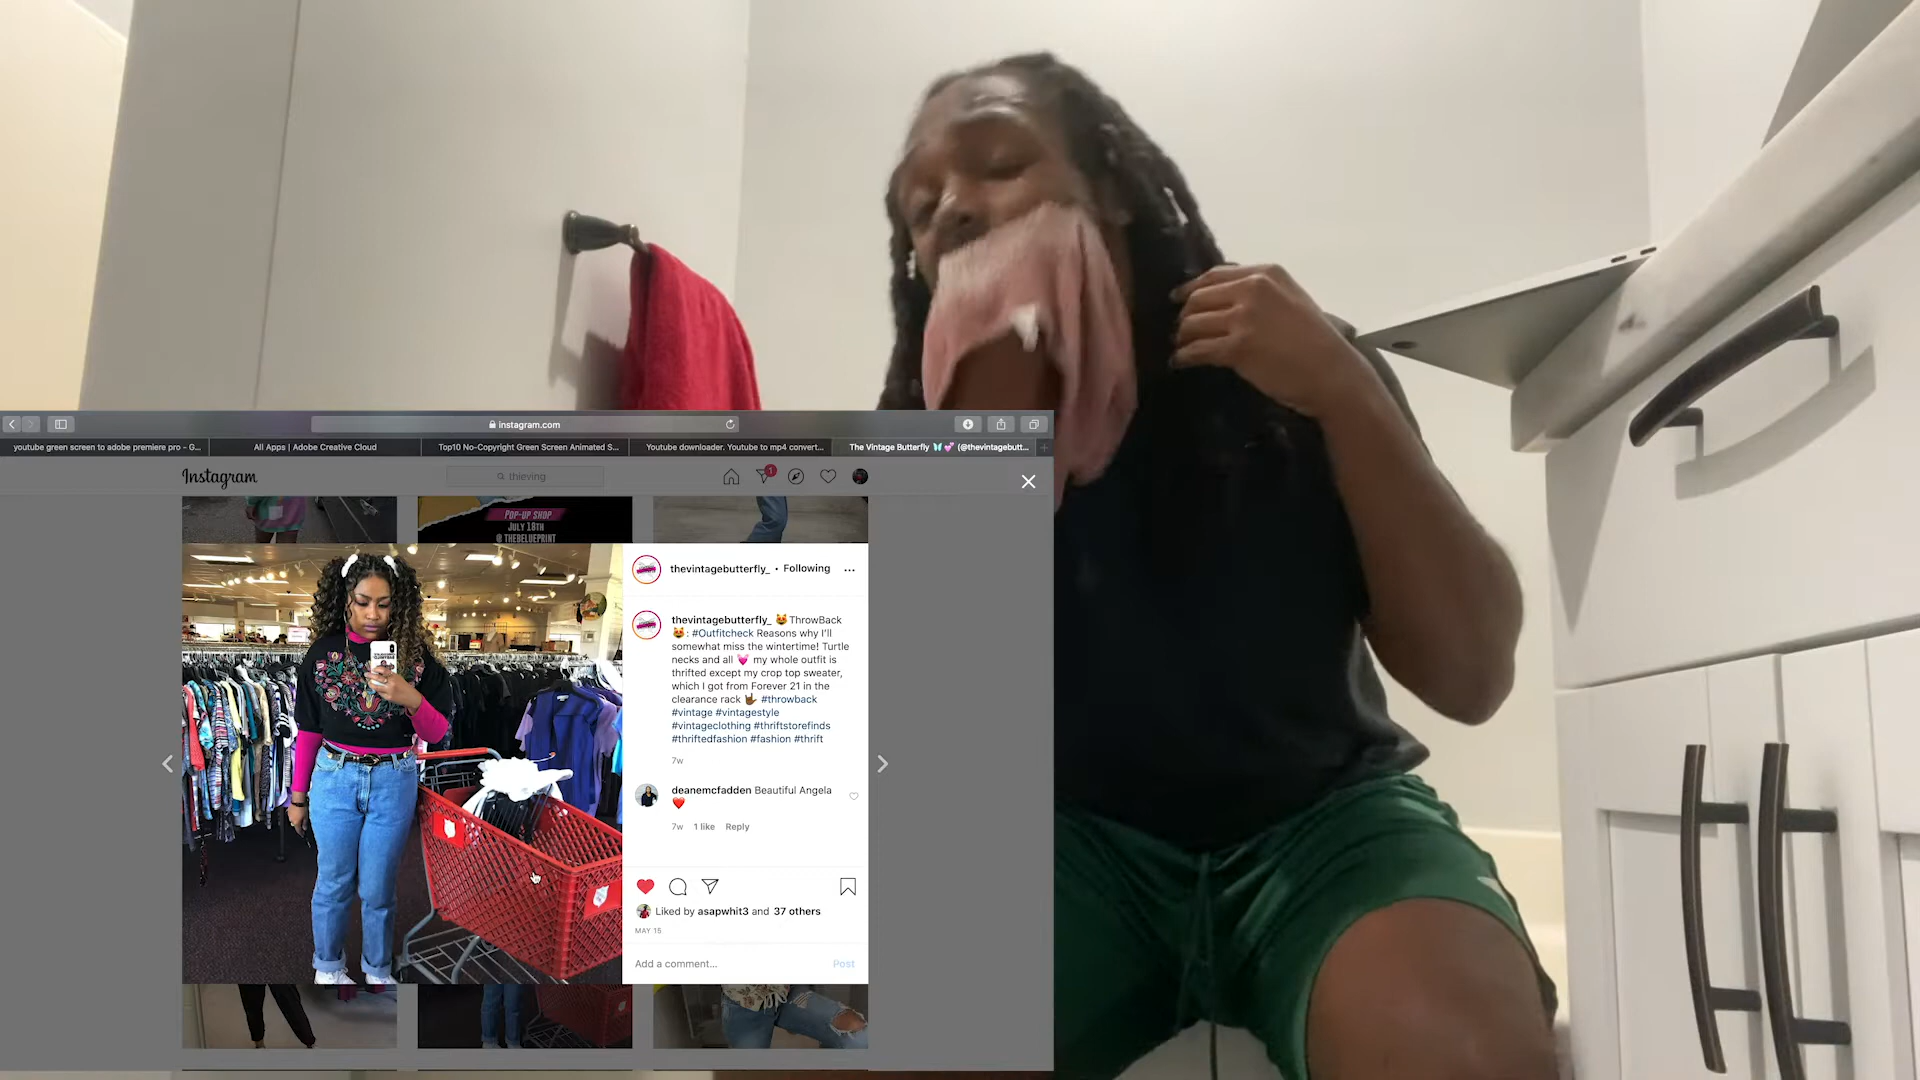 instagram.com
youtube green screen to adobe premiere pro - G...
All Apps | Adobe Creative Cloud
Top10 No-Copyright Green Screen Animated S...
Youtube downloader. Youtube to mp4 convert...
The Vintage Butterfly 🦋💕 (@thevintagebutt...
Instagram
thieving
1
POP-UP SHOP
JULY 18TH
@ THEBLUEPRINT
thevintagebutterfly_ • Following
thevintagebutterfly_ 😻ThrowBack
😻: #Outfitcheck Reasons why I'll
somewhat miss the wintertime! Turtle
necks and all 💓 my whole outfit is
thrifted except my crop top sweater,
which I got from Forever 21 in the
clearance rack 🤟🏾 #throwback
#vintage #vintagestyle
#vintageclothing #thriftstorefinds
#thriftedfashion #fashion #thrift
7w
deanemcfadden Beautiful Angela
❤️
7w 1 like Reply
Liked by asapwhit3 and 37 others
MAY 15
Add a comment...
Post